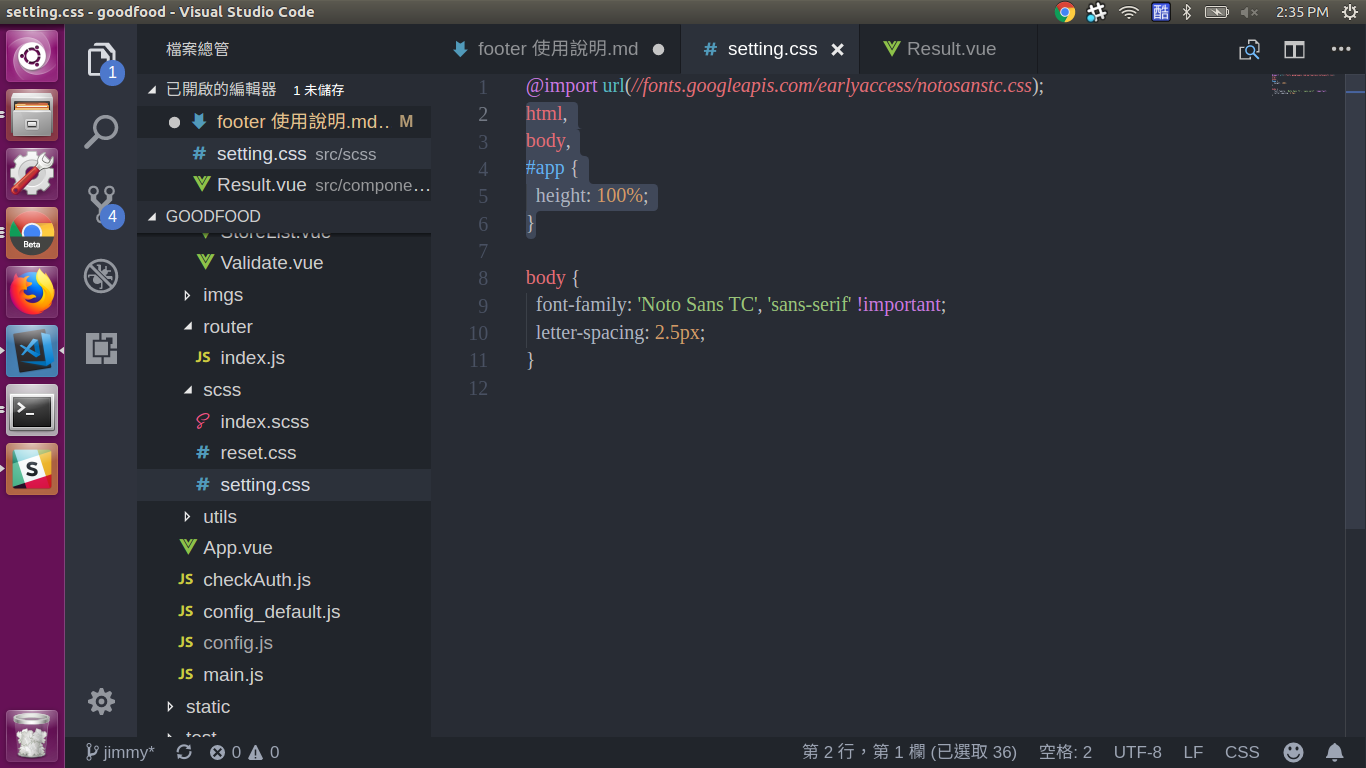 setting.css - goodfood - Visual Studio Code
酷
2:35 PM
檔案總管
footer 使用說明.md
# setting.css
Result.vue
1
已開啟的編輯器 1 未儲存
footer 使用說明.md.. M
# setting.css src/scss
Result.vue src/compone...
4
GOODFOOD
StoreList.vue
Validate.vue
imgs
router
JS index.js
scss
index.scss
# reset.css
# setting.css
utils
App.vue
JS checkAuth.js
JS config_default.js
JS config.js
JS main.js
static
test
Beta
S
1 @import url(//fonts.googleapis.com/earlyaccess/notosanstc.css);
2 html,
3 body,
4 #app {
5 height: 100%;
6 }
7
8 body {
9 font-family: 'Noto Sans TC', 'sans-serif' !important;
10 letter-spacing: 2.5px;
11 }
12
jimmy* 0 0 第 2 行，第 1 欄 (已選取 36) 空格: 2 UTF-8 LF CSS